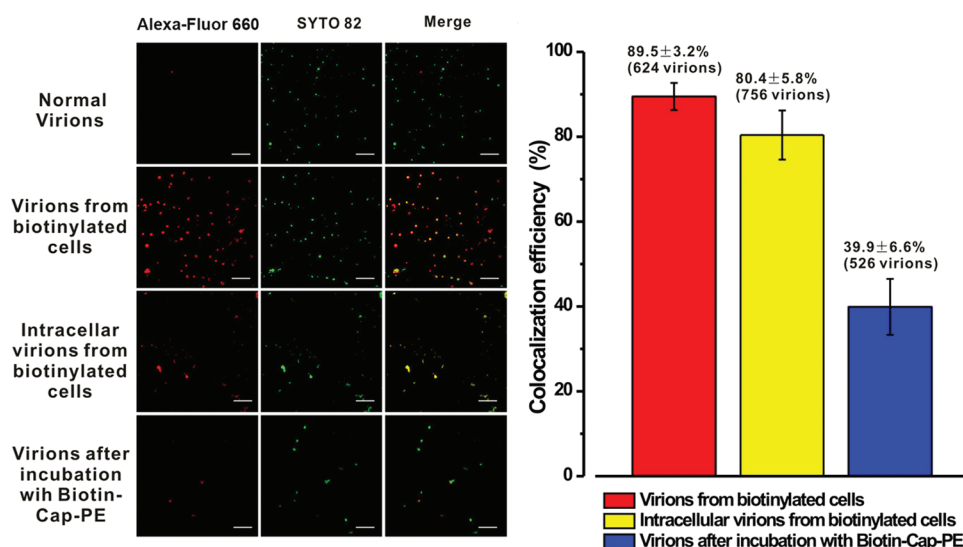 Alexa-Fluor 660
SYTO 82
Merge
Normal
Virions
Virions from
biotinylated
cells
Intracellar
virions from
biotinylated
cells
Virions after
incubation
wih Biotin-
Cap-PE
Colocalization efficiency (%)
100
80
60
40
20
0
89.5±3.2%
(624 virions)
80.4±5.8%
(756 virions)
39.9±6.6%
(526 virions)
Virions from biotinylated cells
Intracellular virions from biotinylated cells
Virions after incubation with Biotin-Cap-PE